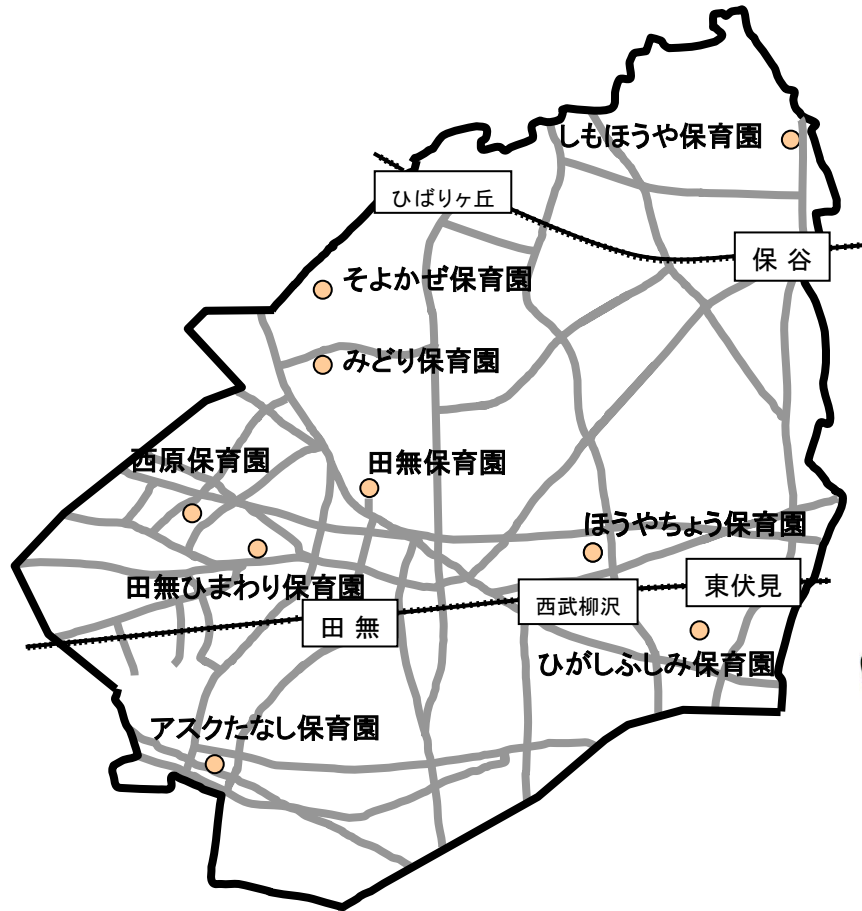 しもほうや保育園
ひばりヶ丘
保 谷
そよかぜ保育園
みどり保育園
西原保育園
田無保育園
ほうやちょう保育園
田無ひまわり保育園
東伏見
西武柳沢
田 無
ひがしふしみ保育園
アスクたなし保育園